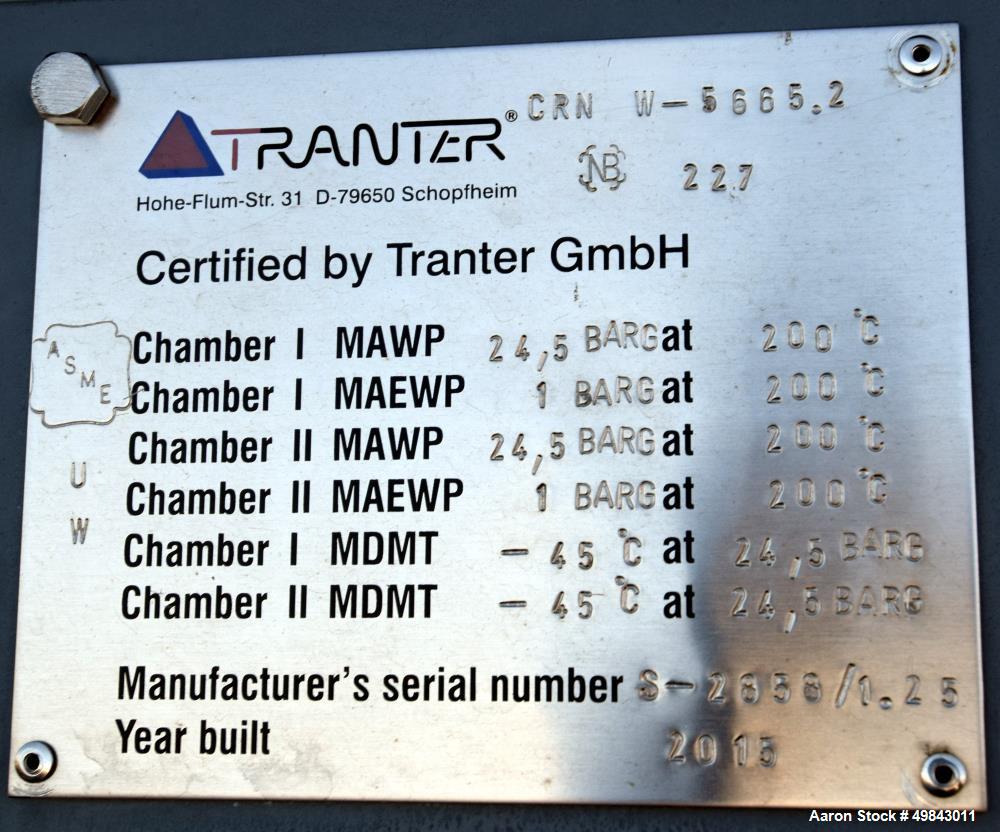 TRANTER® CRN W-5665.2
NB 227
Hohe-Flum-Str. 31 D-79650 Schopfheim
Certified by Tranter GmbH
ASME
U
W
Chamber I MAWP 24,5 BARG at 200 °C
Chamber I MAEWP 1 BARG at 200 °C
Chamber II MAWP 24,5 BARG at 200 °C
Chamber II MAEWP 1 BARG at 200 °C
Chamber I MDMT - 45 °C at 24,5 BARG
Chamber II MDMT - 45 °C at 24,5 BARG
Manufacturer's serial number S-2858/1.25
Year built 2015
Aaron Stock # 49843011